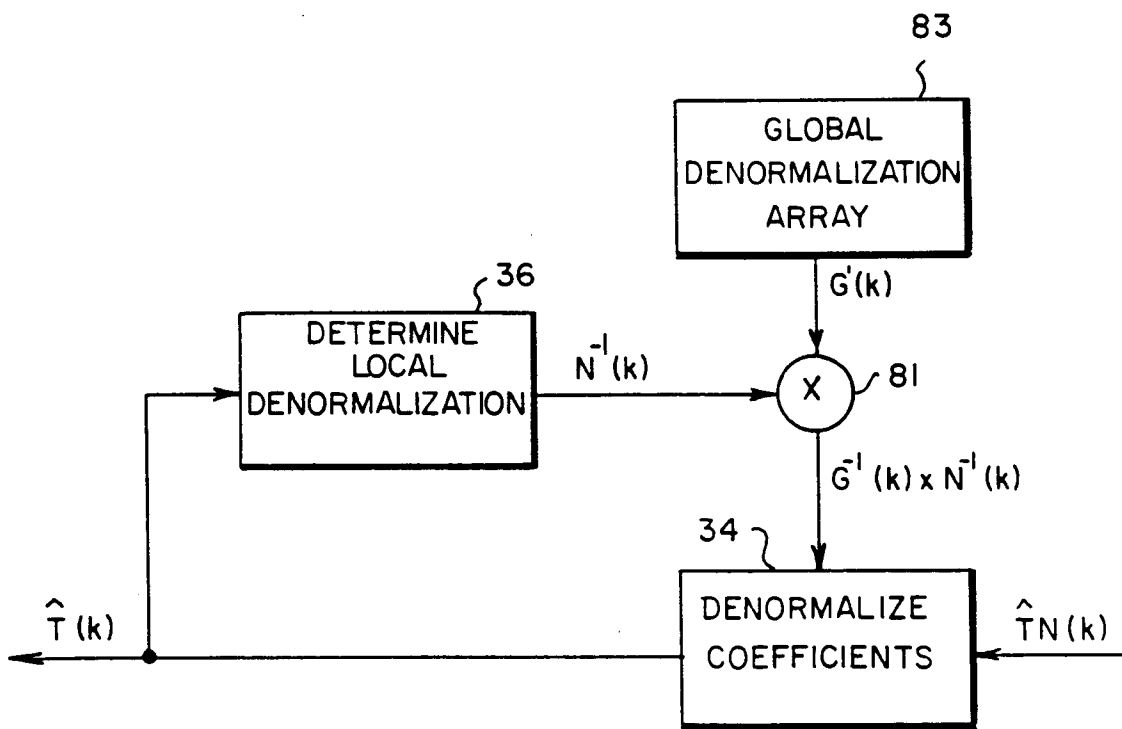 83
GLOBAL
DENORMALIZATION
ARRAY
G'(k)
36
DETERMINE
LOCAL
DENORMALIZATION
N⁻¹(k)
X
81
G⁻¹(k) x N⁻¹(k)
34
DENORMALIZE
COEFFICIENTS
T̂(k)
T̂N(k)